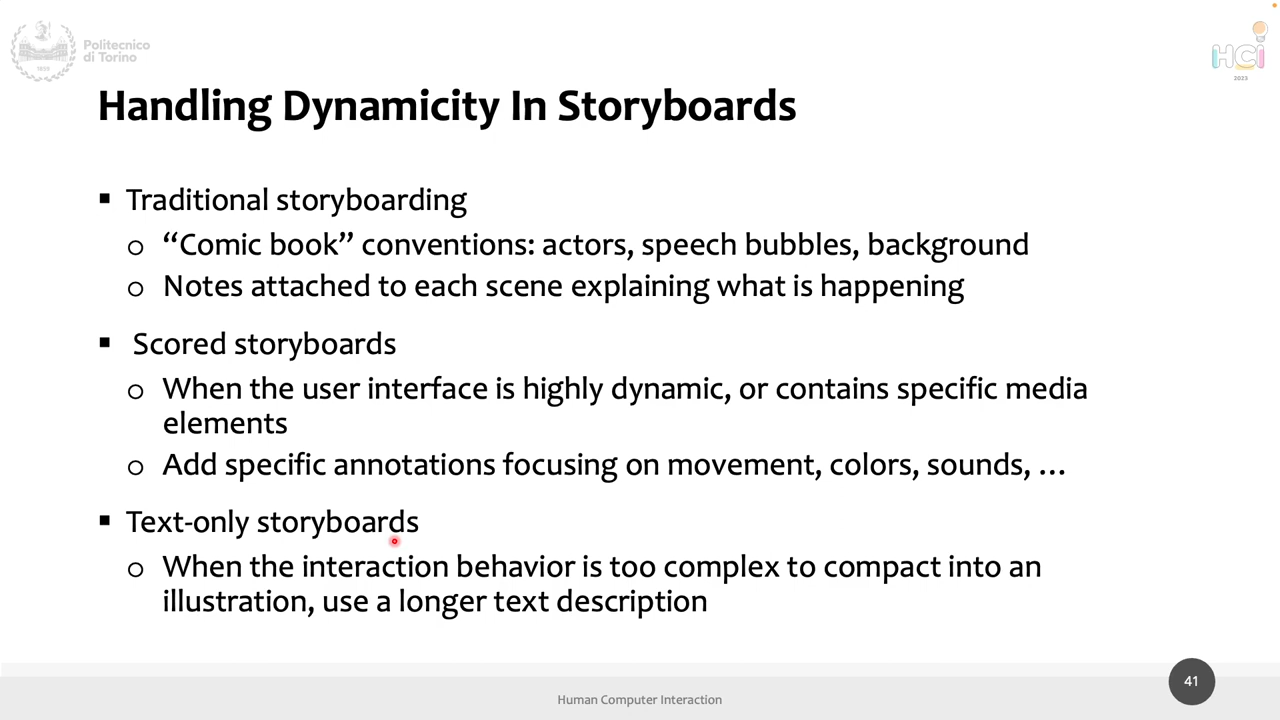 Politecnico
di Torino
1859
HCI
2023
Handling Dynamicity In Storyboards
▪ Traditional storyboarding
o “Comic book” conventions: actors, speech bubbles, background
o Notes attached to each scene explaining what is happening
▪ Scored storyboards
o When the user interface is highly dynamic, or contains specific media
elements
o Add specific annotations focusing on movement, colors, sounds, …
▪ Text-only storyboards
o When the interaction behavior is too complex to compact into an
illustration, use a longer text description
Human Computer Interaction
41